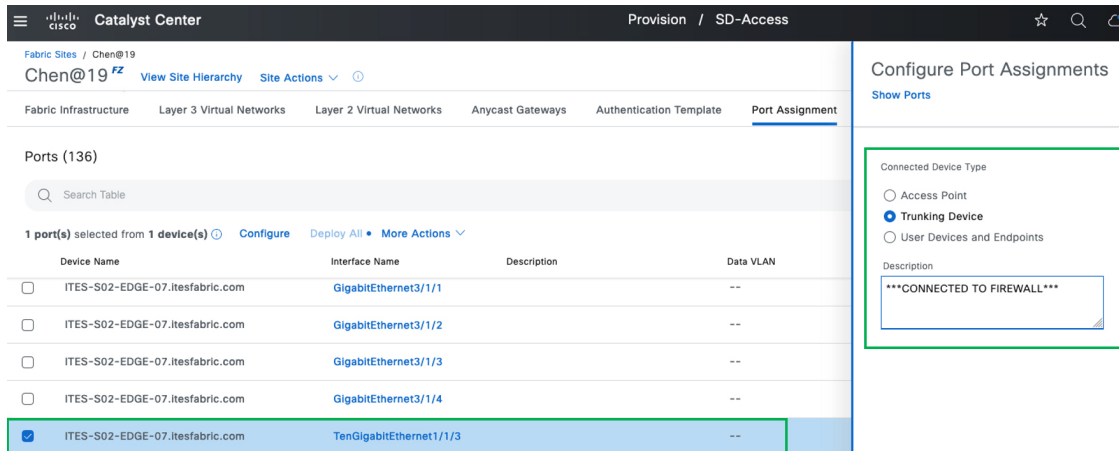 cisco Catalyst Center
Provision / SD-Access
Fabric Sites / Chen@19
Chen@19 FZ View Site Hierarchy Site Actions
Fabric Infrastructure Layer 3 Virtual Networks Layer 2 Virtual Networks Anycast Gateways Authentication Template Port Assignment
Ports (136)
Search Table
1 port(s) selected from 1 device(s) Configure Deploy All More Actions
Device Name Interface Name Description Data VLAN
ITES-S02-EDGE-07.itesfabric.com GigabitEthernet3/1/1 --
ITES-S02-EDGE-07.itesfabric.com GigabitEthernet3/1/2 --
ITES-S02-EDGE-07.itesfabric.com GigabitEthernet3/1/3 --
ITES-S02-EDGE-07.itesfabric.com GigabitEthernet3/1/4 --
ITES-S02-EDGE-07.itesfabric.com TenGigabitEthernet1/1/3 --
Configure Port Assignments
Show Ports
Connected Device Type
Access Point
Trunking Device
User Devices and Endpoints
Description
***CONNECTED TO FIREWALL***